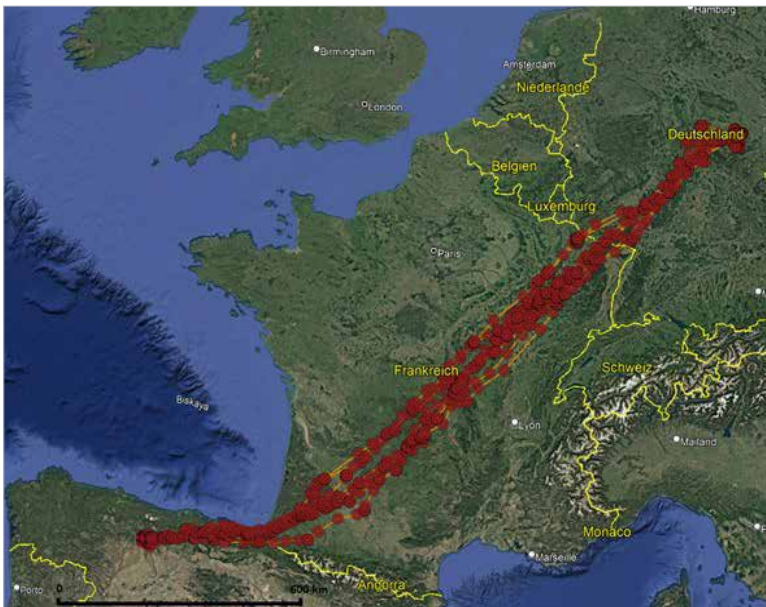 Hamburg
Birmingham
Amsterdam
Niederlande
London
Deutschland
Belgien
Luxemburg
Paris
Frankreich
Schweiz
Biskaya
Lyon
Mailand
Monaco
Marseille
Andorra
Porto
0
600 km